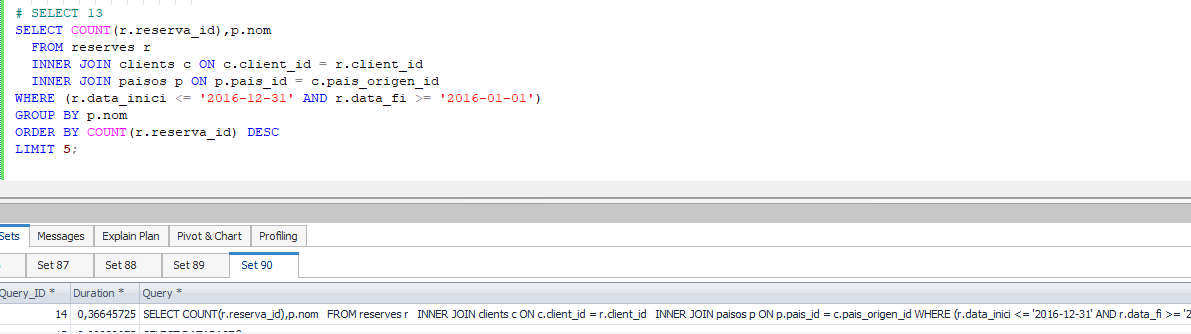 # SELECT 13
SELECT COUNT(r.reserva_id),p.nom
FROM reserves r
INNER JOIN clients c ON c.client_id = r.client_id
INNER JOIN paisos p ON p.pais_id = c.pais_origen_id
WHERE (r.data_inici <= '2016-12-31' AND r.data_fi >= '2016-01-01')
GROUP BY p.nom
ORDER BY COUNT(r.reserva_id) DESC
LIMIT 5;
Sets Messages Explain Plan Pivot & Chart Profiling
Set 87 Set 88 Set 89 Set 90
Query_ID * Duration * Query *
14 0,36645725 SELECT COUNT(r.reserva_id),p.nom FROM reserves r INNER JOIN clients c ON c.client_id = r.client_id INNER JOIN paisos p ON p.pais_id = c.pais_origen_id WHERE (r.data_inici <= '2016-12-31' AND r.data_fi >= '2